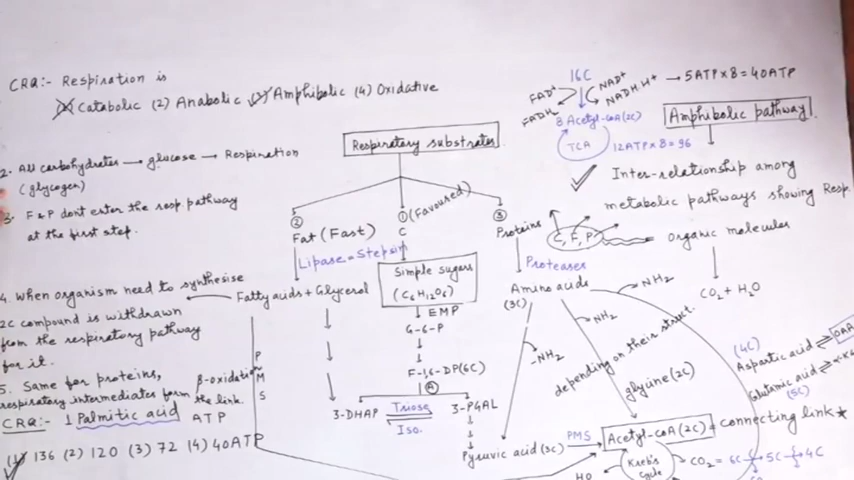 CRQ:- Respiration is
(1) Catabolic (2) Anabolic (3) Amphibolic (4) Oxidative
2. All carbohydrates → glucose → Respiration
(glycogen)
3. F & P dont enter the resp. pathway
at the first step.
4. When organism need to synthesise
2C compound is withdrawn
from the respiratory pathway
for it.
5. Same for proteins,
respiratory intermediates form the link.
CRQ:- 1 Palmitic acid ATP
(1) 136 (2) 120 (3) 72 (4) 40ATP
Respiratory substrates
② Fat (Fast)
① (Favoured)
C
③ Proteins
Lipase = Stepsin
Fatty acids + Glycerol
Simple sugars
(C6H12O6)
EMP
G-6-P
F-1,6-DP(6C)
A
3-DHAP Triose Iso. 3-PGAL
β-oxidation
PMS
Proteases
Amino acids
(3C)
-NH2
-NH2
-NH2
depending on their struct.
glycine (2C)
Pyruvic acid (3C) PMS Acetyl-coA (2C) = connecting link ★
Kreb's
cycle
CO2 = 6C → 5C → 4C
16C
FAD+
FADH2
NAD+
NADH.H+ → 5ATP x 8 = 40ATP
8 Acetyl-coA (2C)
TCA 12ATP x 8 = 96
Amphibolic pathway
Inter-relationship among
metabolic pathways showing Resp.
C, F, P
organic molecules
CO2 + H2O
(4C)
Aspartic acid ⇌ OAA
Glutamic acid ⇌ α-KG
(5C)